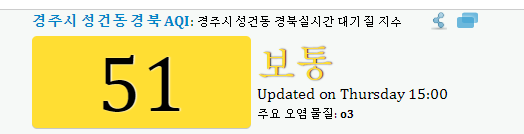 경주시 성건동 경북 AQI: 경주시 성건동 경북실시간 대기 질 지수
51
보통
Updated on Thursday 15:00
주요 오염 물질: o3